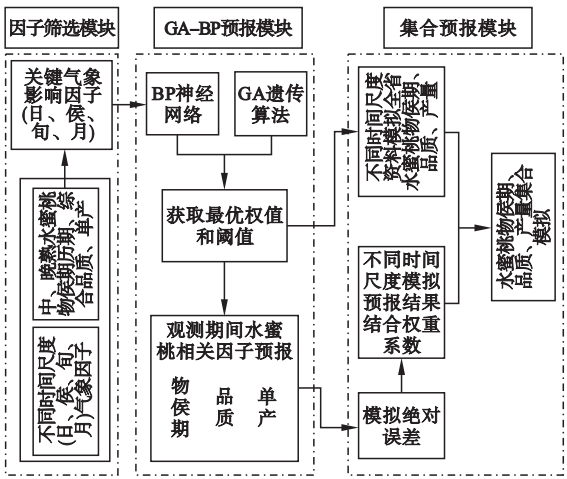 因子筛选模块
关键气象
影响因子
(日、侯、
旬、月)
中、晚熟水蜜桃
物侯期历期、综
合品质、单产
不同时间尺度
(日、侯、旬、
月)气象因子
GA-BP预报模块
BP神经
网络
GA遗传
算法
获取最优权值
和阈值
观测期间水蜜
桃相关因子预报
物侯期
品质
单产
集合预报模块
不同时间尺度
资料模拟全省
水蜜桃物侯期、
品质、产量
不同时间
尺度模拟
预报结果
结合权重
系数
模拟绝对
误差
水蜜桃物侯期、
品质、产量集合
模拟